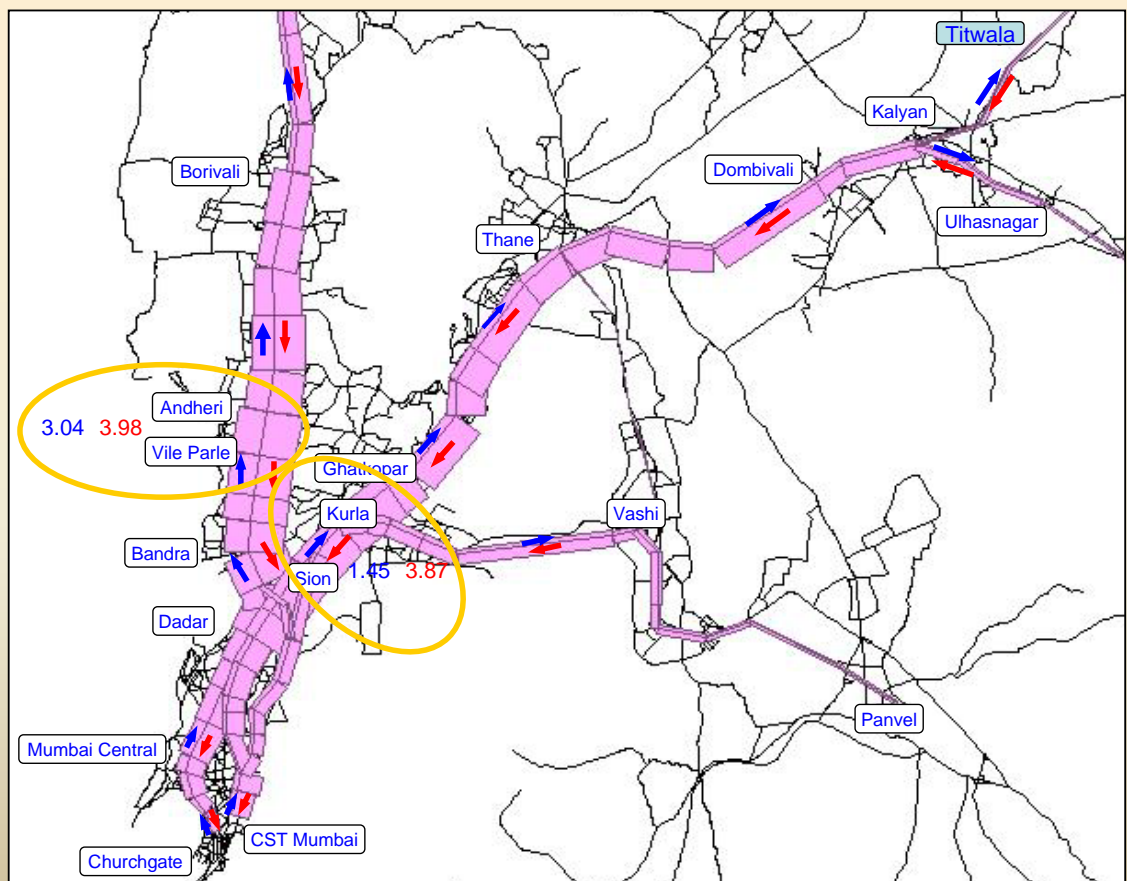 Titwala
Kalyan
Borivali
Dombivali
Ulhasnagar
Thane
Andheri
3.04 3.98
Vile Parle
Ghatkopar
Kurla
Vashi
Bandra
Sion
1.45 3.87
Dadar
Panvel
Mumbai Central
CST Mumbai
Churchgate